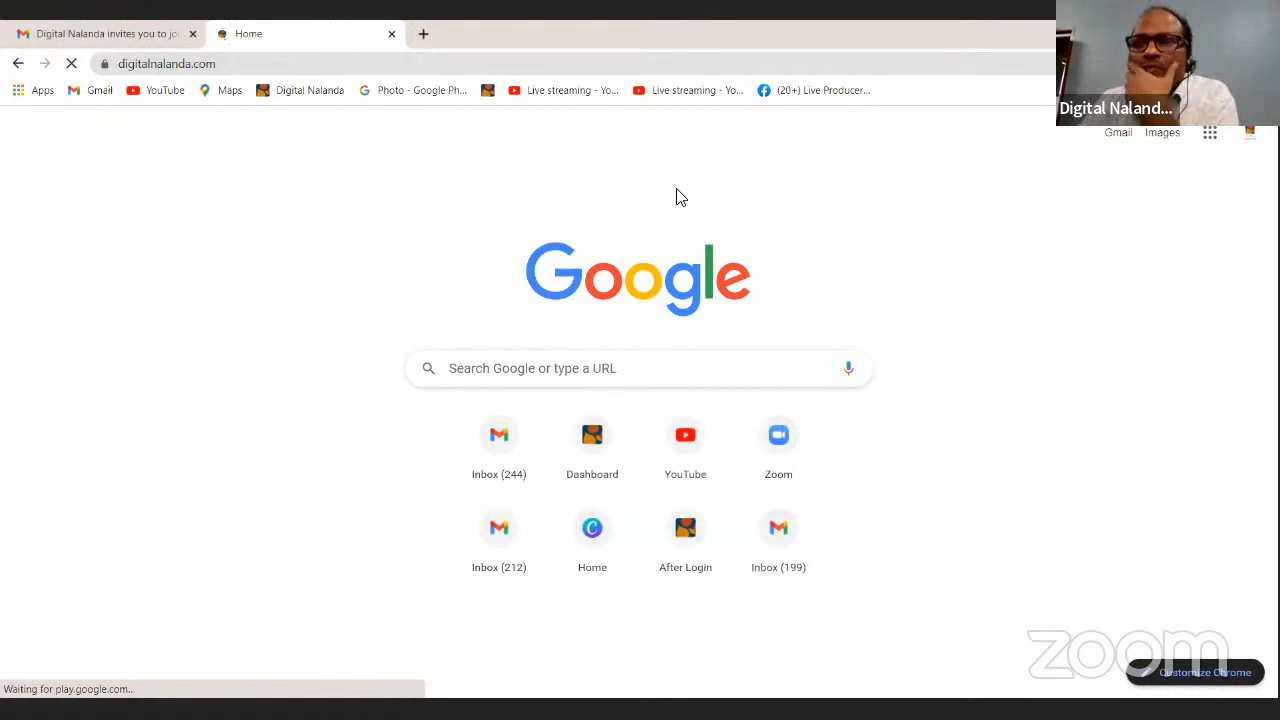 Digital Nalanda invites you to joi
Home
digitalnalanda.com
Apps
Gmail
YouTube
Maps
Digital Nalanda
Photo - Google Ph...
Live streaming - Yo...
Live streaming - Yo...
(20+) Live Producer...
Digital Naland...
Gmail
Images
Google
Search Google or type a URL
Inbox (244)
Dashboard
YouTube
Zoom
Inbox (212)
Home
After Login
Inbox (199)
zoom
Customize Chrome
Waiting for play.google.com...